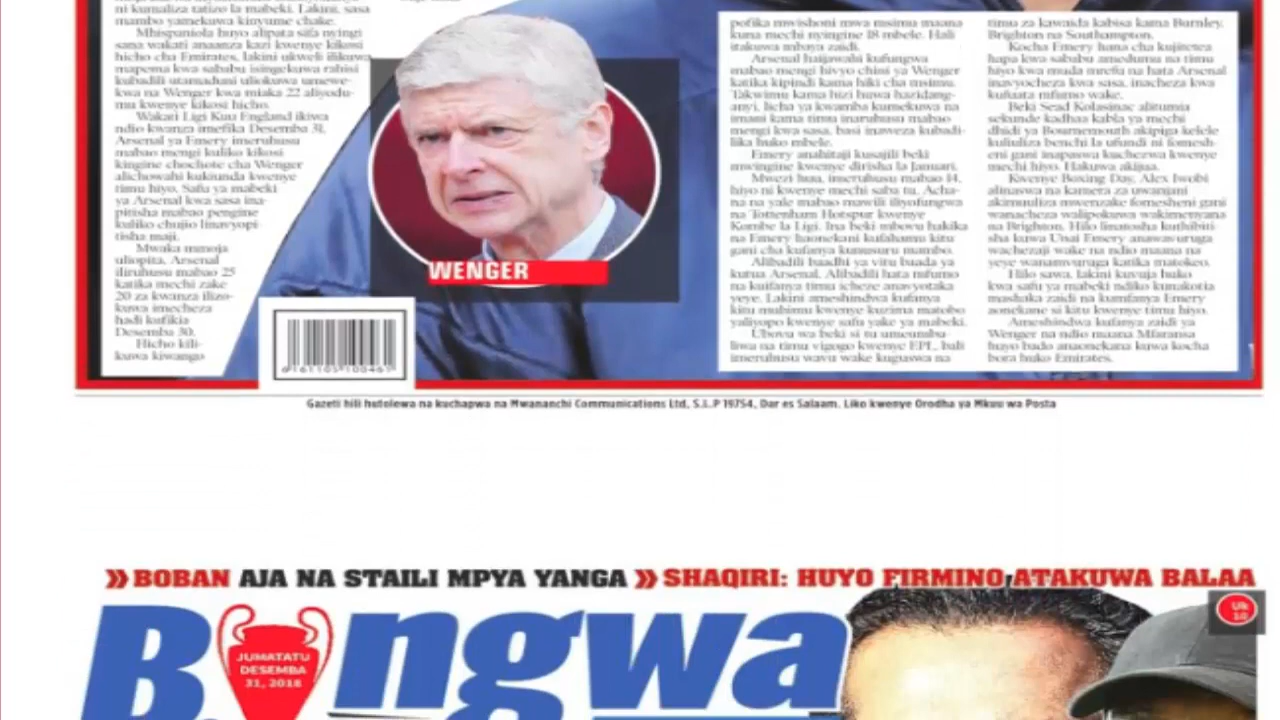 ni kumaliza tatizo la mabeki. Lakini, sasa
mambo yamekuwa kinyume chake.
Mhispaniola huyo alipata sifa nyingi
sana wakati anaanza kazi kwenye kikosi
hicho cha Emirates, lakini ukweli ilikuwa
mapema kwa sababu isingekuwa rahisi
kubadili utamaduni uliokuwa umewe-
kwa na Wenger kwa miaka 22 aliyodu-
mu kwenye kikosi hicho.
Wakati Ligi Kuu England ikiwa
ndio kwanza imefika Desemba 31,
Arsenal ya Emery imeruhusu
mabao mengi kuliko kikosi
kingine chochote cha Wenger
alichowahi kukiunda kwenye
timu hiyo. Safu ya mabeki
ya Arsenal kwa sasa ina-
pitisha mabao pengine
kuliko chujio linavyopi-
tisha maji.
Mwaka mmoja
uliopita, Arsenal
iliruhusu mabao 25
katika mechi zake
20 za kwanza ilizo-
kuwa imecheza
hadi kufikia
Desemba 30.
Hicho kili-
kuwa kiwango
WENGER
pofika mwishoni mwa msimu maana
kuna mechi nyingine 18 mbele. Hali
itakuwa mbaya zaidi.
Arsenal haijawahi kufungwa
mabao mengi hivyo chini ya Wenger
katika kipindi kama hiki cha msimu.
Takwimu kama hizi huwa hazidang-
anyi, licha ya kwamba kumekuwa na
imani kama timu inaruhusu mabao
mengi kwa sasa, basi inaweza kubadi-
lika huko mbele.
Emery anahitaji kusajili beki
mwingine kwenye dirisha la Januari.
Mwezi huu, imeruhusu mabao 14,
hiyo ni kwenye mechi saba tu. Acha-
na na yale mabao mawili iliyofungwa
na Tottenham Hotspur kwenye
Kombe la Ligi. Ina beki mbovu hakika
na Emery haonekani kufahamu kitu
gani cha kufanya kunusuru mambo.
Alibadili baadhi ya vitu baada ya
kutua Arsenal. Alibadili hata mfumo
na kuifanya timu icheze anavyotaka
yeye. Lakini ameshindwa kufanya
kitu muhimu kwenye kuzima matobo
yaliyopo kwenye safu yake ya mabeki.
Ubovu wa beki si tu umeumbu-
liwa na timu vigogo kwenye EPL, bali
imeruhusu wavu wake kuguswa na
timu za kawaida kabisa kama Burnley,
Brighton na Southampton.
Kocha Emery hana cha kujitetea
hapa kwa sababu amedumu na timu
hiyo kwa muda mrefu na hata Arsenal
inavyocheza kwa sasa, inacheza kwa
kufuata mfumo wake.
Beki Sead Kolasinac alitumia
sekunde kadhaa kabla ya mechi
dhidi ya Bournemouth akipiga kelele
kuliuliza benchi la ufundi ni fomesh-
eni gani inapaswa kuchezwa kwenye
mechi hiyo. Hakuwa akijua.
Kwenye Boxing Day, Alex Iwobi
alinaswa na kamera za uwanjani
akimuuliza mwenzake fomesheni gani
wanacheza walipokuwa wakimenyana
na Brighton. Hilo linatosha kuthibiti-
sha kuwa Unai Emery anawavuruga
wachezaji wake na ndio maana na
yeye wanamvuruga katika matokeo.
Hilo sawa, lakini kuvuja huko
kwa safu ya mabeki ndiko kunakotia
mashaka zaidi na kumfanya Emery
aonekane si kitu kwenye timu hiyo.
Ameshindwa kufanya zaidi ya
Wenger na ndio maana Mfaransa
huyo bado anaonekana kuwa kocha
bora huko Emirates.
Gazeti hili hutolewa na kuchapwa na Mwananchi Communications Ltd, S.L.P 19754, Dar es Salaam. Liko kwenye Orodha ya Mkuu wa Posta
BOBAN AJA NA STAILI MPYA YANGA SHAQIRI: HUYO FIRMINO, ATAKUWA BALAA
Bongwa
JUMATATU
DESEMBA
31, 2018
Uk
10